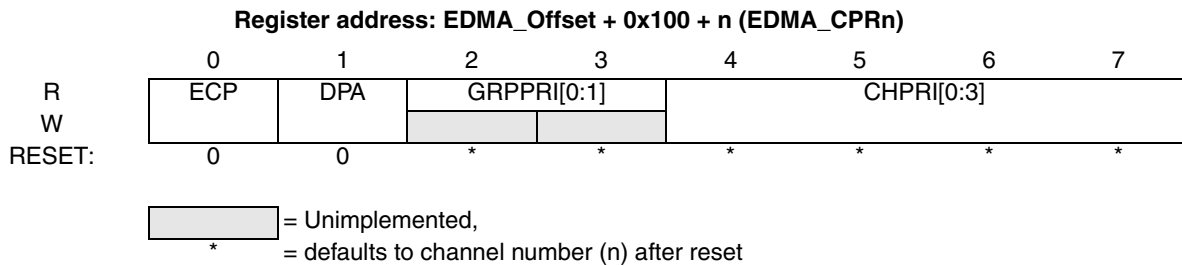 Register address: EDMA_Offset + 0x100 + n (EDMA_CPRn)
0 1 2 3 4 5 6 7
R ECP DPA GRPPRI[0:1] CHPRI[0:3]
W
RESET: 0 0 * * * * * *
= Unimplemented,
* = defaults to channel number (n) after reset